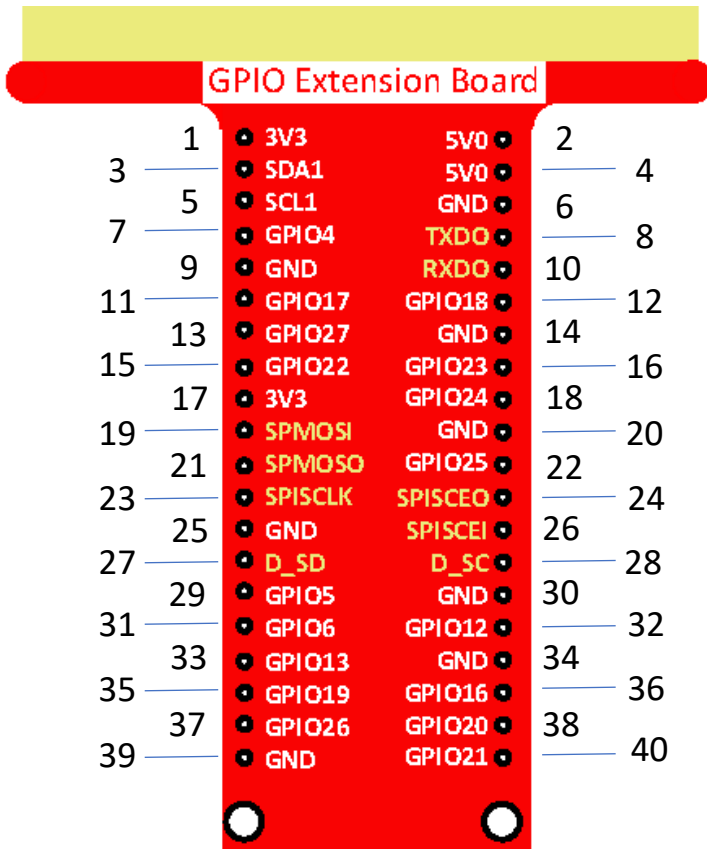 GPIO Extension Board
1 3V3 5V0 2
3 SDA1 5V0 4
5 SCL1 GND 6
7 GPIO4 TXDO 8
9 GND RXDO 10
11 GPIO17 GPIO18 12
13 GPIO27 GND 14
15 GPIO22 GPIO23 16
17 3V3 GPIO24 18
19 SPMOSI GND 20
21 SPMOSO GPIO25 22
23 SPISCLK SPISCEO 24
25 GND SPISCEI 26
27 D_SD D_SC 28
29 GPIO5 GND 30
31 GPIO6 GPIO12 32
33 GPIO13 GND 34
35 GPIO19 GPIO16 36
37 GPIO26 GPIO20 38
39 GND GPIO21 40